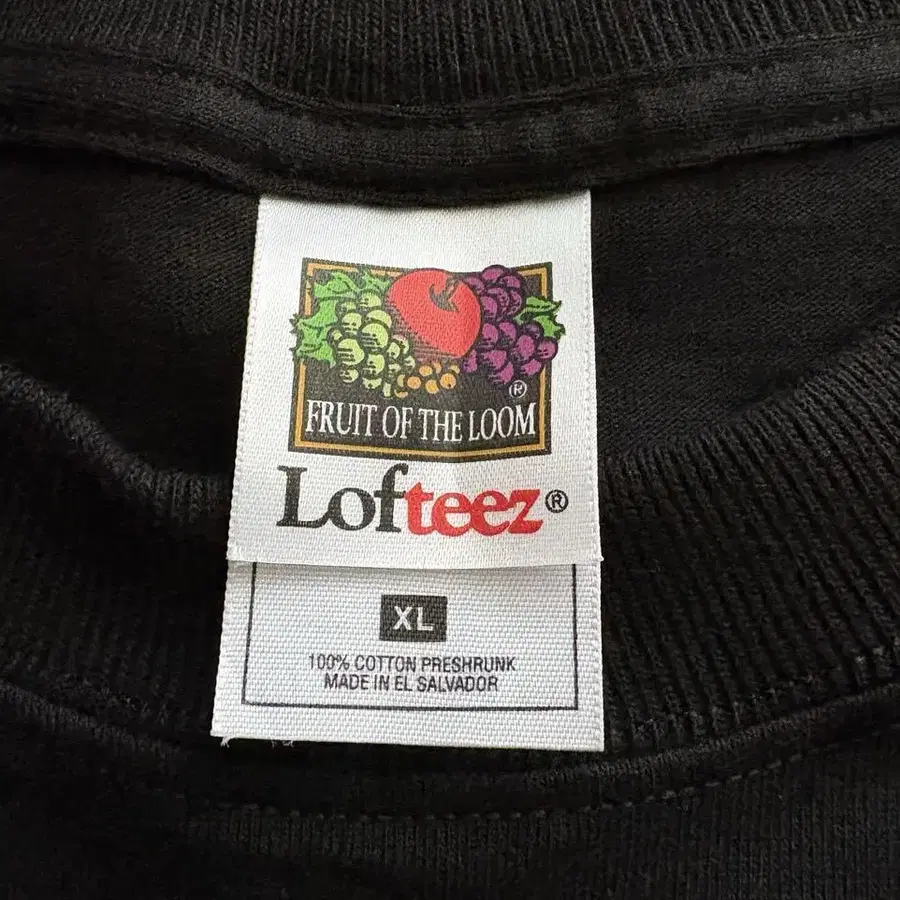 ®
FRUIT OF THE LOOM
Lofteez®
XL
100% COTTON PRESHRUNK
MADE IN EL SALVADOR